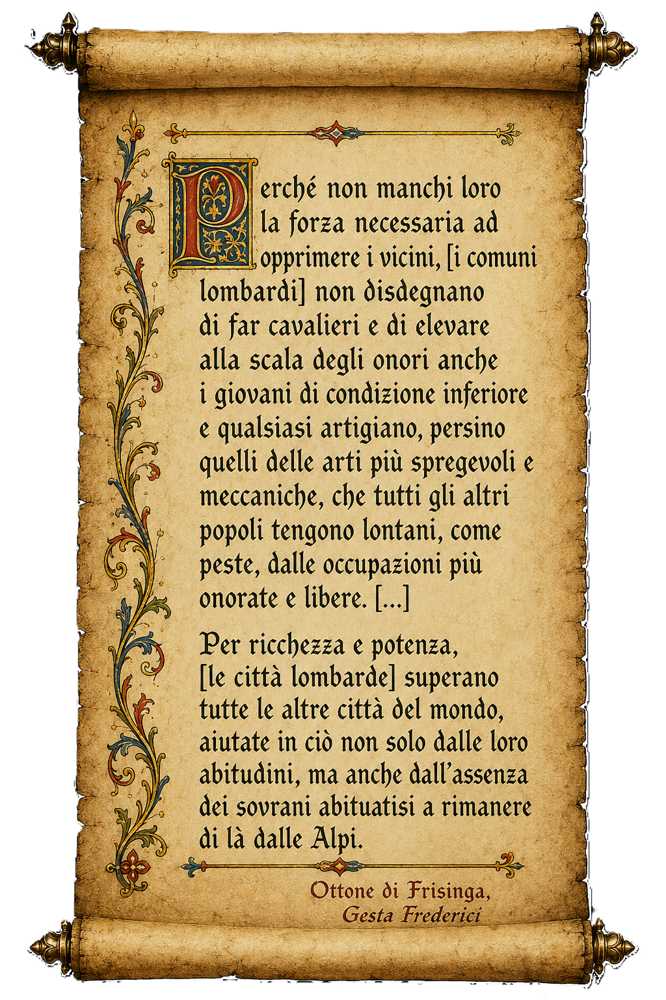 Perché non manchi loro
la forza necessaria ad
opprimere i vicini, [i comuni
lombardi] non disdegnano
di far cavalieri e di elevare
alla scala degli onori anche
i giovani di condizione inferiore
e qualsiasi artigiano, persino
quelli delle arti più spregevoli e
meccaniche, che tutti gli altri
popoli tengono lontani, come
peste, dalle occupazioni più
onorate e libere. [...]
Per ricchezza e potenza,
[le città lombarde] superano
tutte le altre città del mondo,
aiutate in ciò non solo dalle loro
abitudini, ma anche dall'assenza
dei sovrani abituatisi a rimanere
di là dalle Alpi.
Ottone di Frisinga,
Gesta Frederici